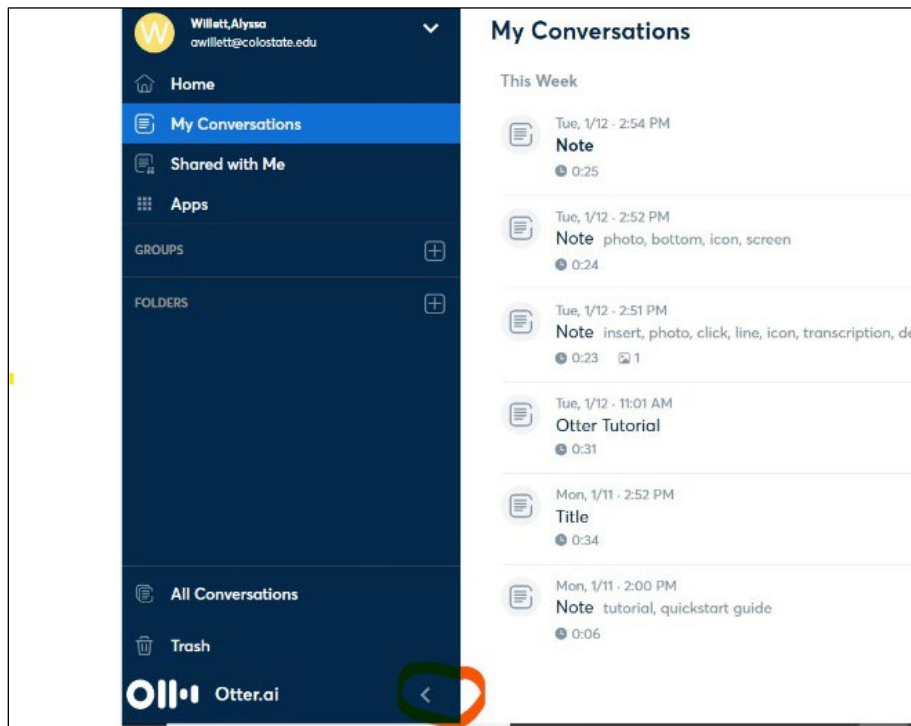 Willett,Alyssa
awillett@colostate.edu
Home
My Conversations
Shared with Me
Apps
GROUPS
FOLDERS
All Conversations
Trash
Otter.ai
My Conversations
This Week
Tue, 1/12 · 2:54 PM
Note
0:25
Tue, 1/12 · 2:52 PM
Note photo, bottom, icon, screen
0:24
Tue, 1/12 · 2:51 PM
Note insert, photo, click, line, icon, transcription, de
0:23 1
Tue, 1/12 · 11:01 AM
Otter Tutorial
0:31
Mon, 1/11 · 2:52 PM
Title
0:34
Mon, 1/11 · 2:00 PM
Note tutorial, quickstart guide
0:06